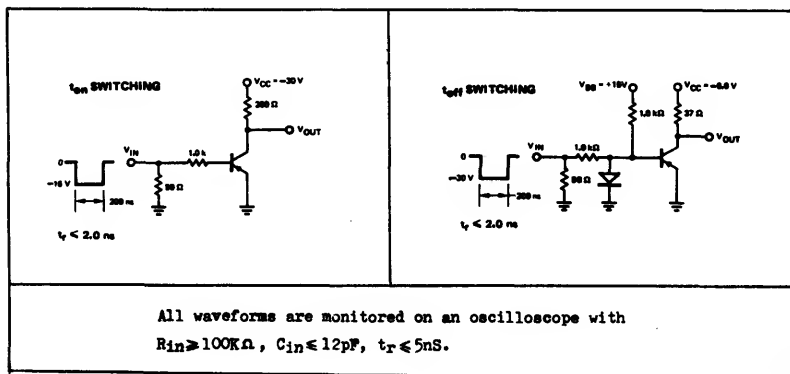 ton SWITCHING
VCC = −30 V
200 Ω
VOUT
VIN
1.0 k
0
−16 V
50 Ω
200 ns
tr ≤ 2.0 ns
toff SWITCHING
VBB = +15V
VCC = −6.0 V
1.0 kΩ
37 Ω
VOUT
VIN
1.0 kΩ
0
−30 V
50 Ω
200 ns
tr ≤ 2.0 ns
All waveforms are monitored on an oscilloscope with
Rin ≥ 100KΩ, Cin ≤ 12pF, tr ≤ 5nS.